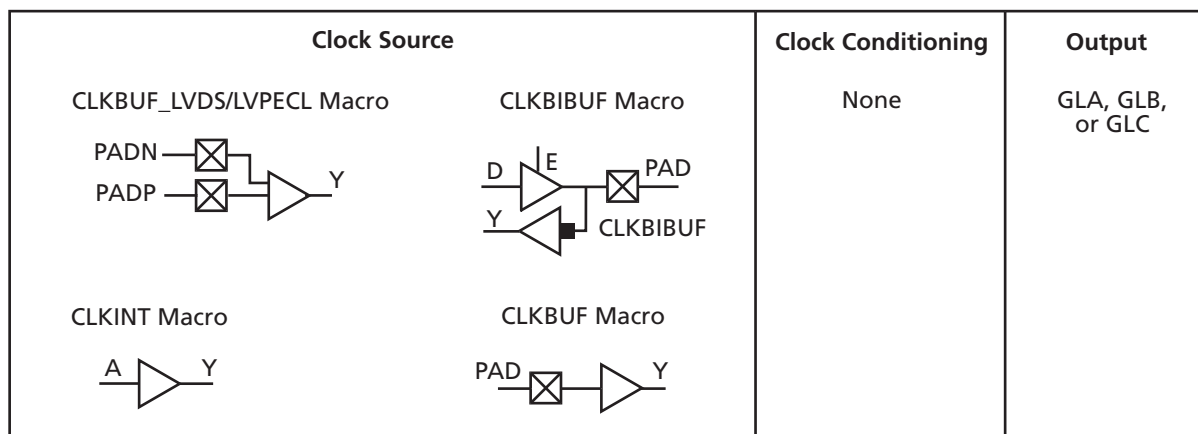 Clock Source
Clock Conditioning
Output
CLKBUF_LVDS/LVPECL Macro
CLKBIBUF Macro
None
GLA, GLB,
or GLC
PADN
PADP
Y
D
E
PAD
Y
CLKBIBUF
CLKINT Macro
CLKBUF Macro
A
Y
PAD
Y